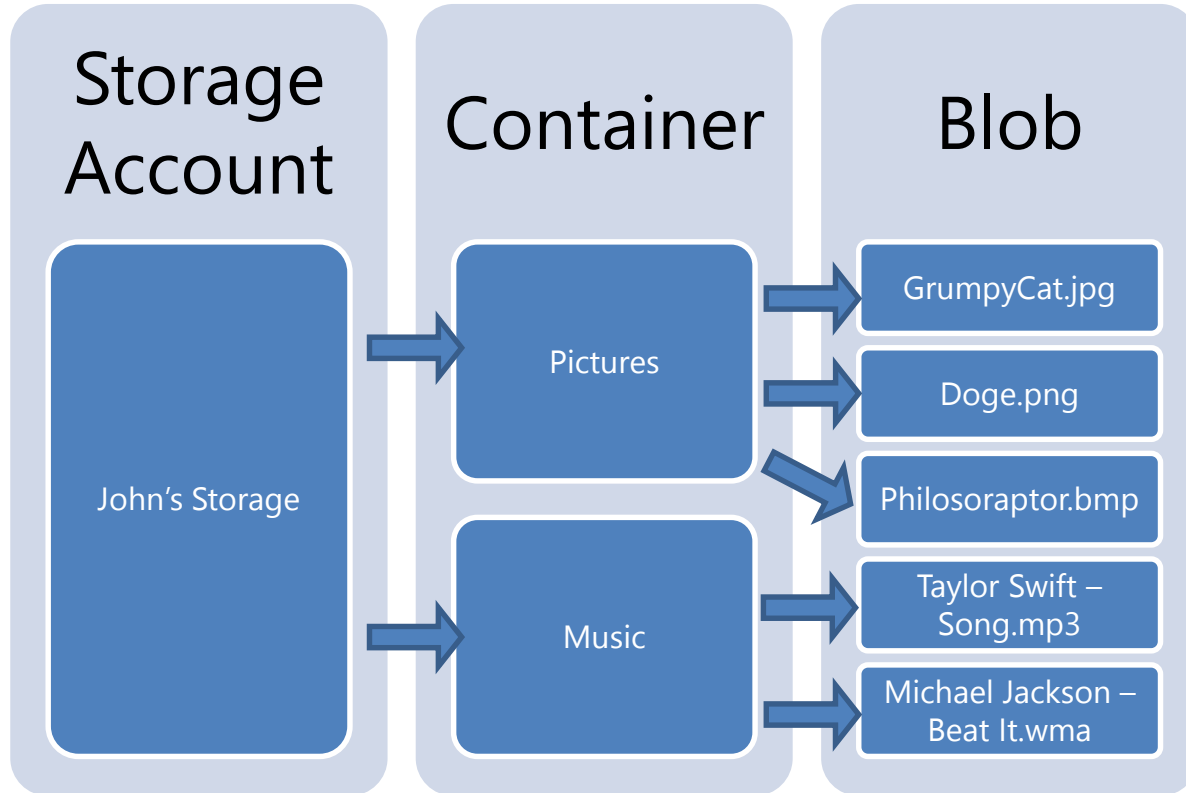 Storage
Account
Container
Blob
John’s Storage
Pictures
Music
GrumpyCat.jpg
Doge.png
Philosoraptor.bmp
Taylor Swift –
Song.mp3
Michael Jackson –
Beat It.wma